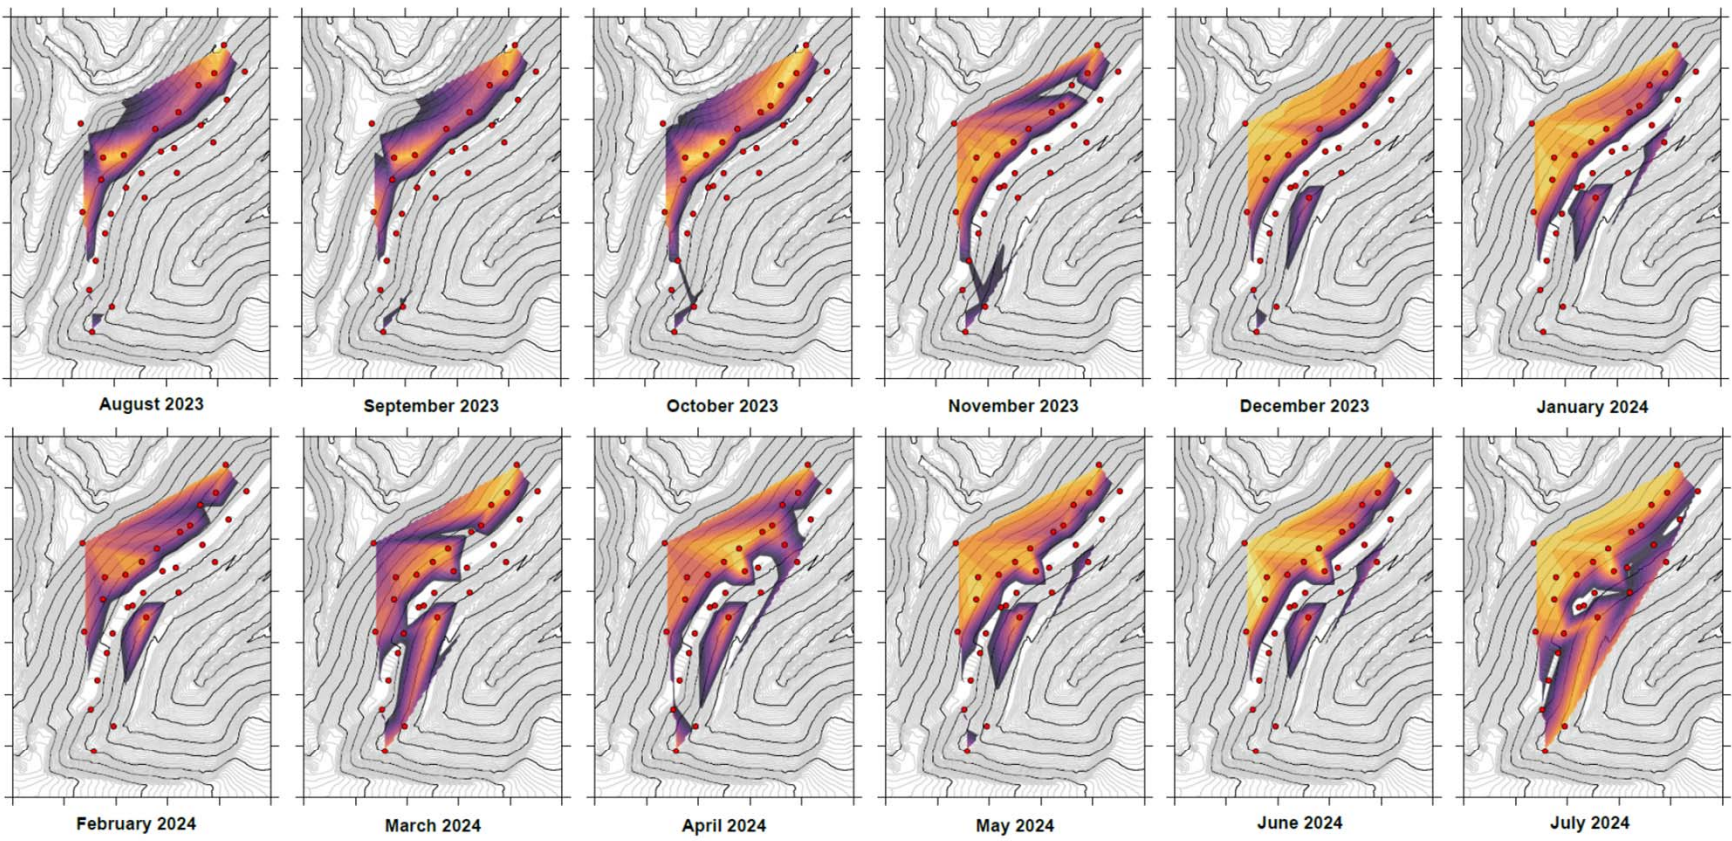 August 2023
September 2023
October 2023
November 2023
December 2023
January 2024
February 2024
March 2024
April 2024
May 2024
June 2024
July 2024